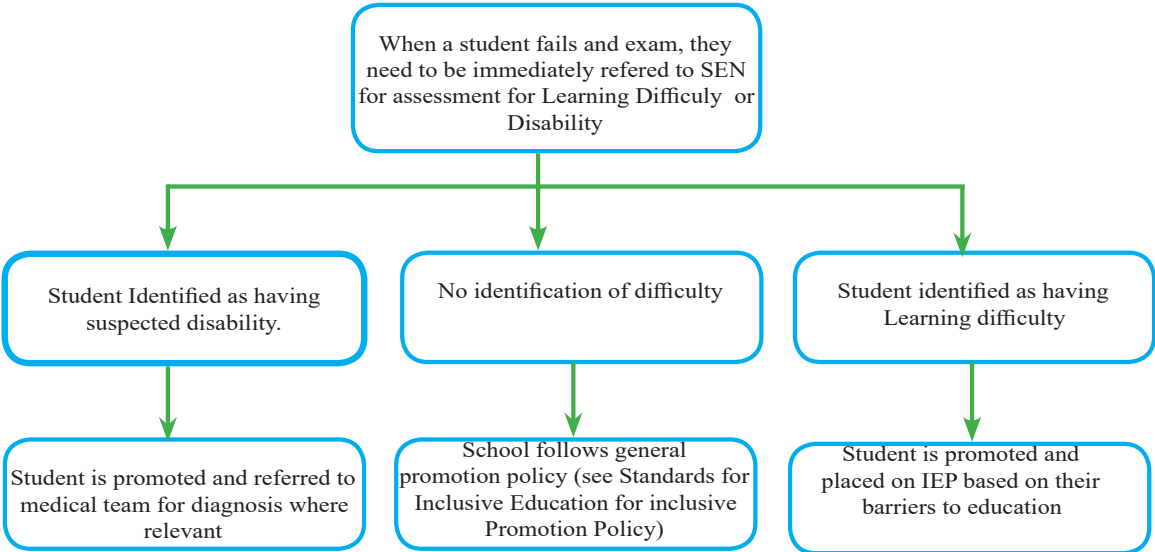 When a student fails and exam, they
need to be immediately refered to SEN
for assessment for Learning Difficuly or
Disability
Student Identified as having
suspected disability.
No identification of difficulty
Student identified as having
Learning difficulty
Student is promoted and referred to
medical team for diagnosis where
relevant
School follows general
promotion policy (see Standards for
Inclusive Education for inclusive
Promotion Policy)
Student is promoted and
placed on IEP based on their
barriers to education